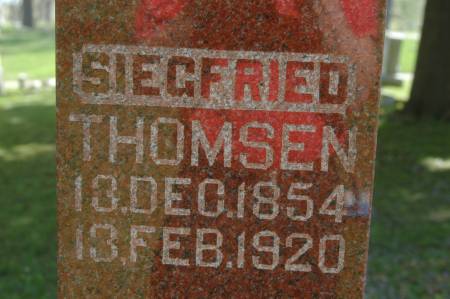 SIEGFRIED
THOMSEN
13.DEC.1854
13.FEB.1920